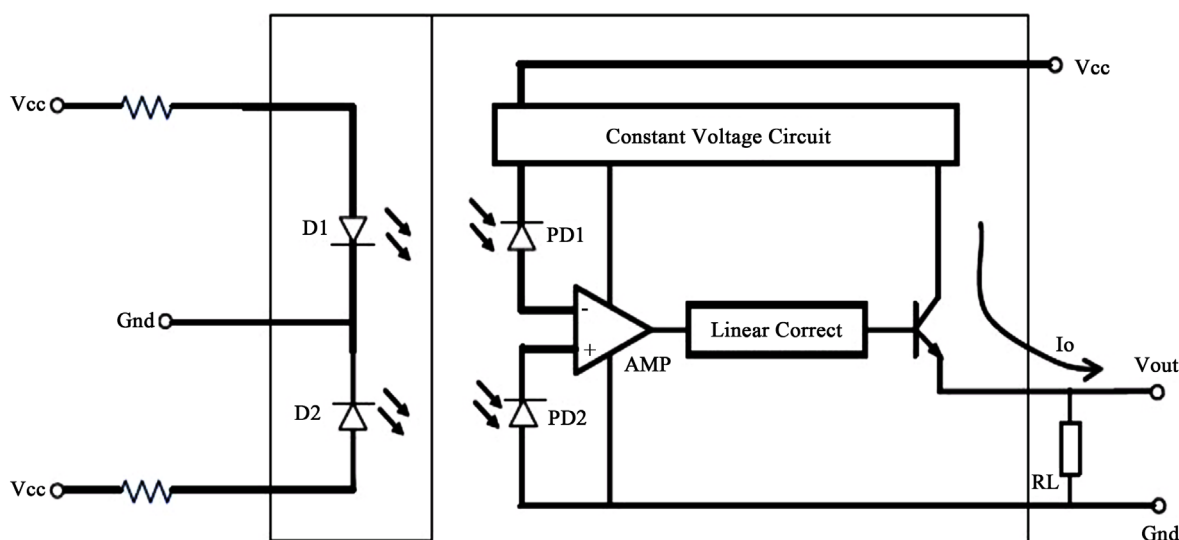 Vcc
Vcc
Constant Voltage Circuit
D1
PD1
Gnd
-
Linear Correct
+
AMP
Io
Vout
D2
PD2
Vcc
RL
Gnd